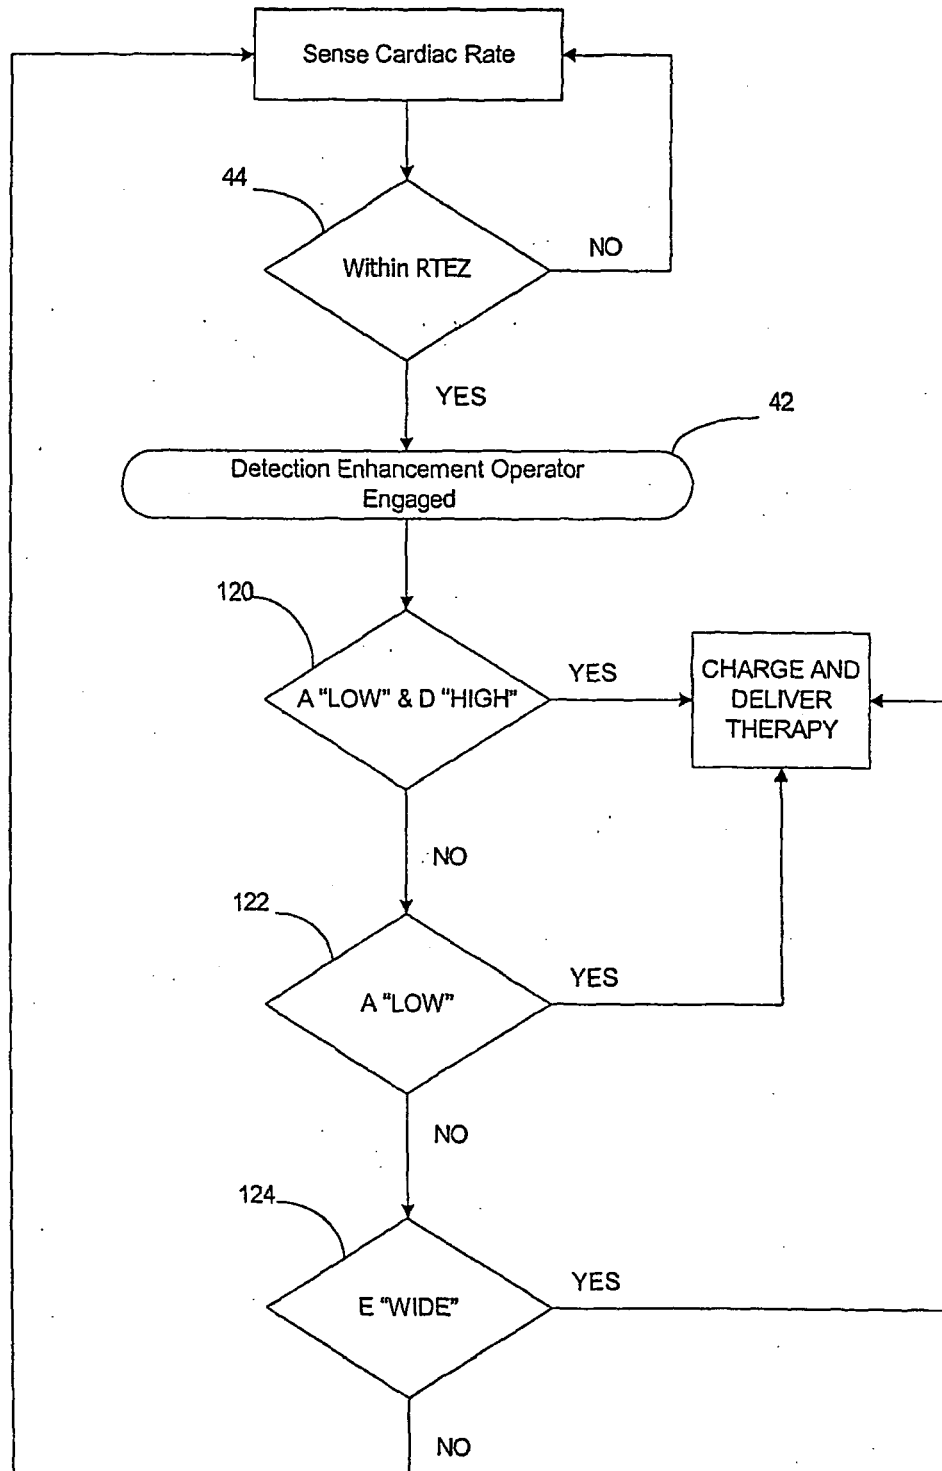 Sense Cardiac Rate
44
Within RTEZ
NO
YES
42
Detection Enhancement Operator
Engaged
120
A "LOW" & D "HIGH"
YES
CHARGE AND
DELIVER
THERAPY
NO
122
A "LOW"
YES
NO
124
E "WIDE"
YES
NO